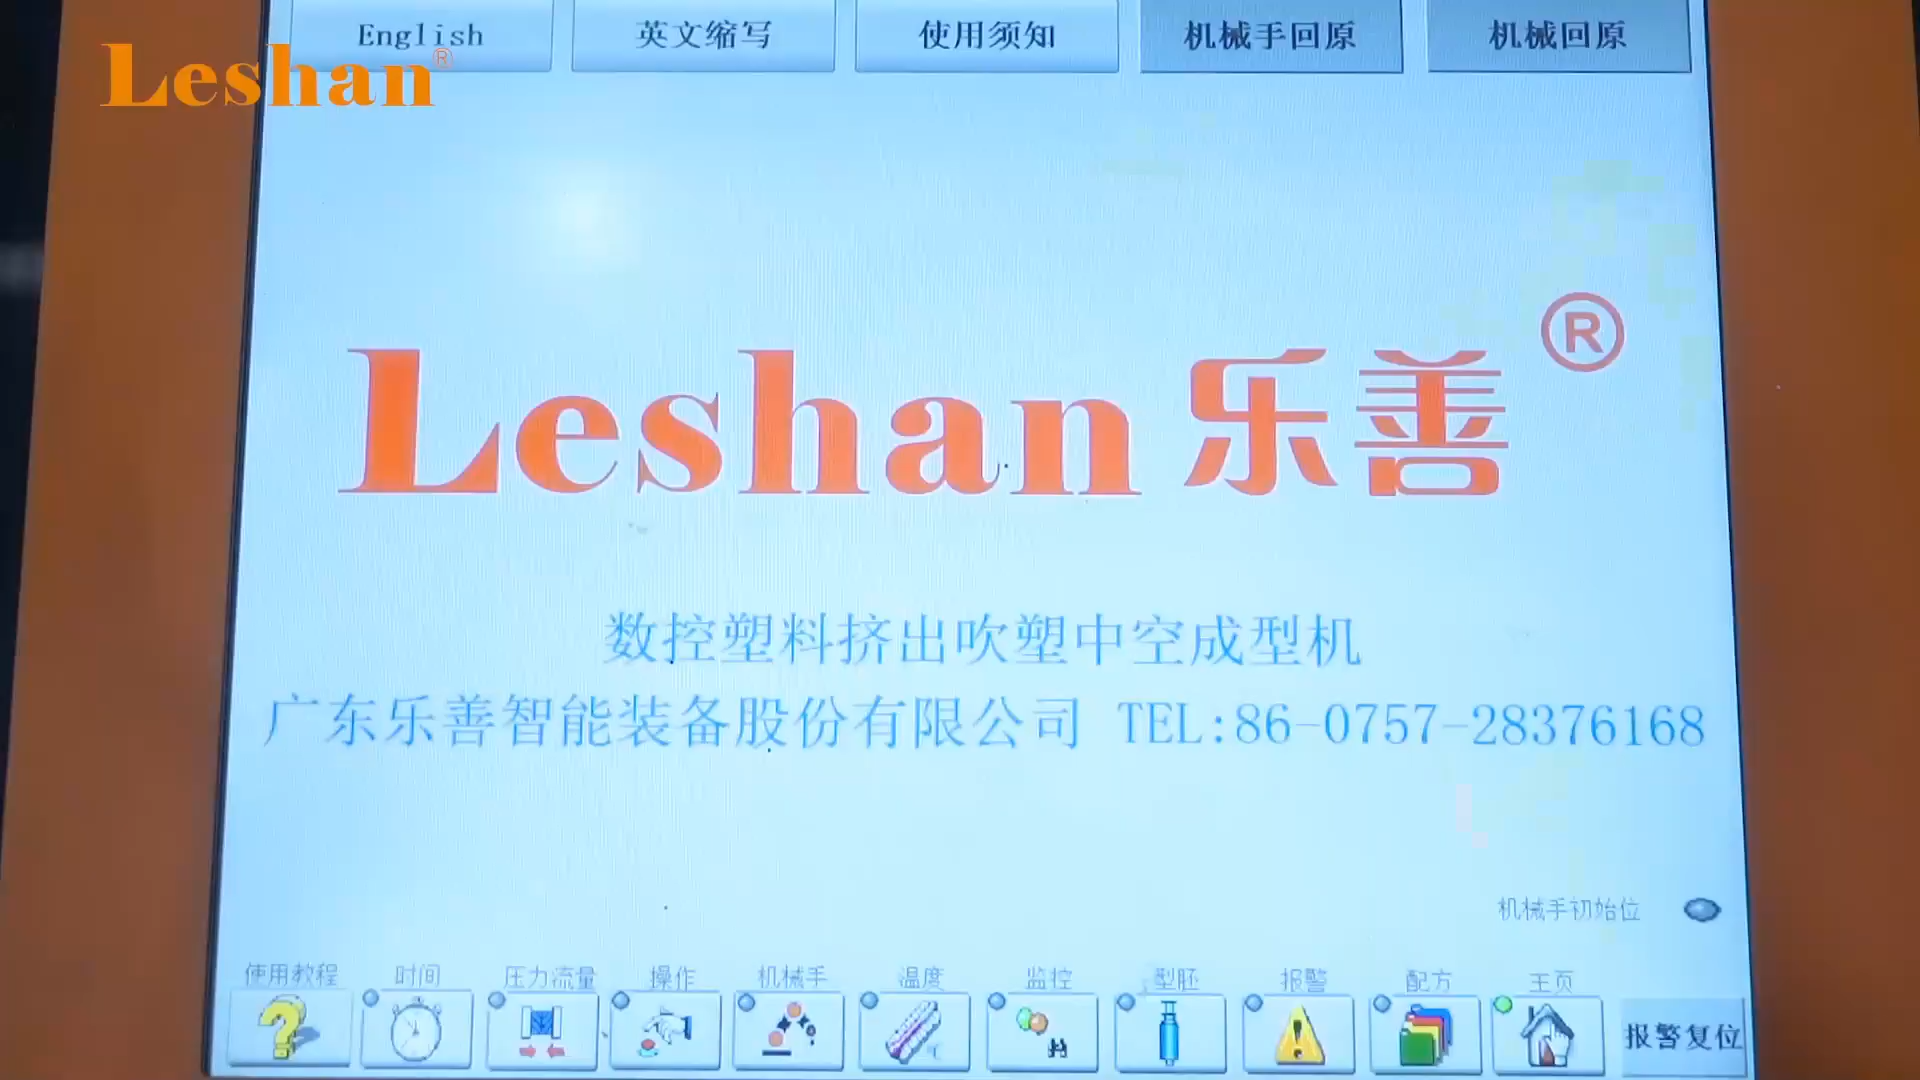 English 英文缩写 使用须知 机械手回原 机械回原
Leshan®
Leshan 乐善®
数控塑料挤出吹塑中空成型机
广东乐善智能装备股份有限公司 TEL:86-0757-28376168
机械手初始位
使用教程 时间 压力流量 操作 机械手 温度 监控 型胚 报警 配方 主页
报警复位